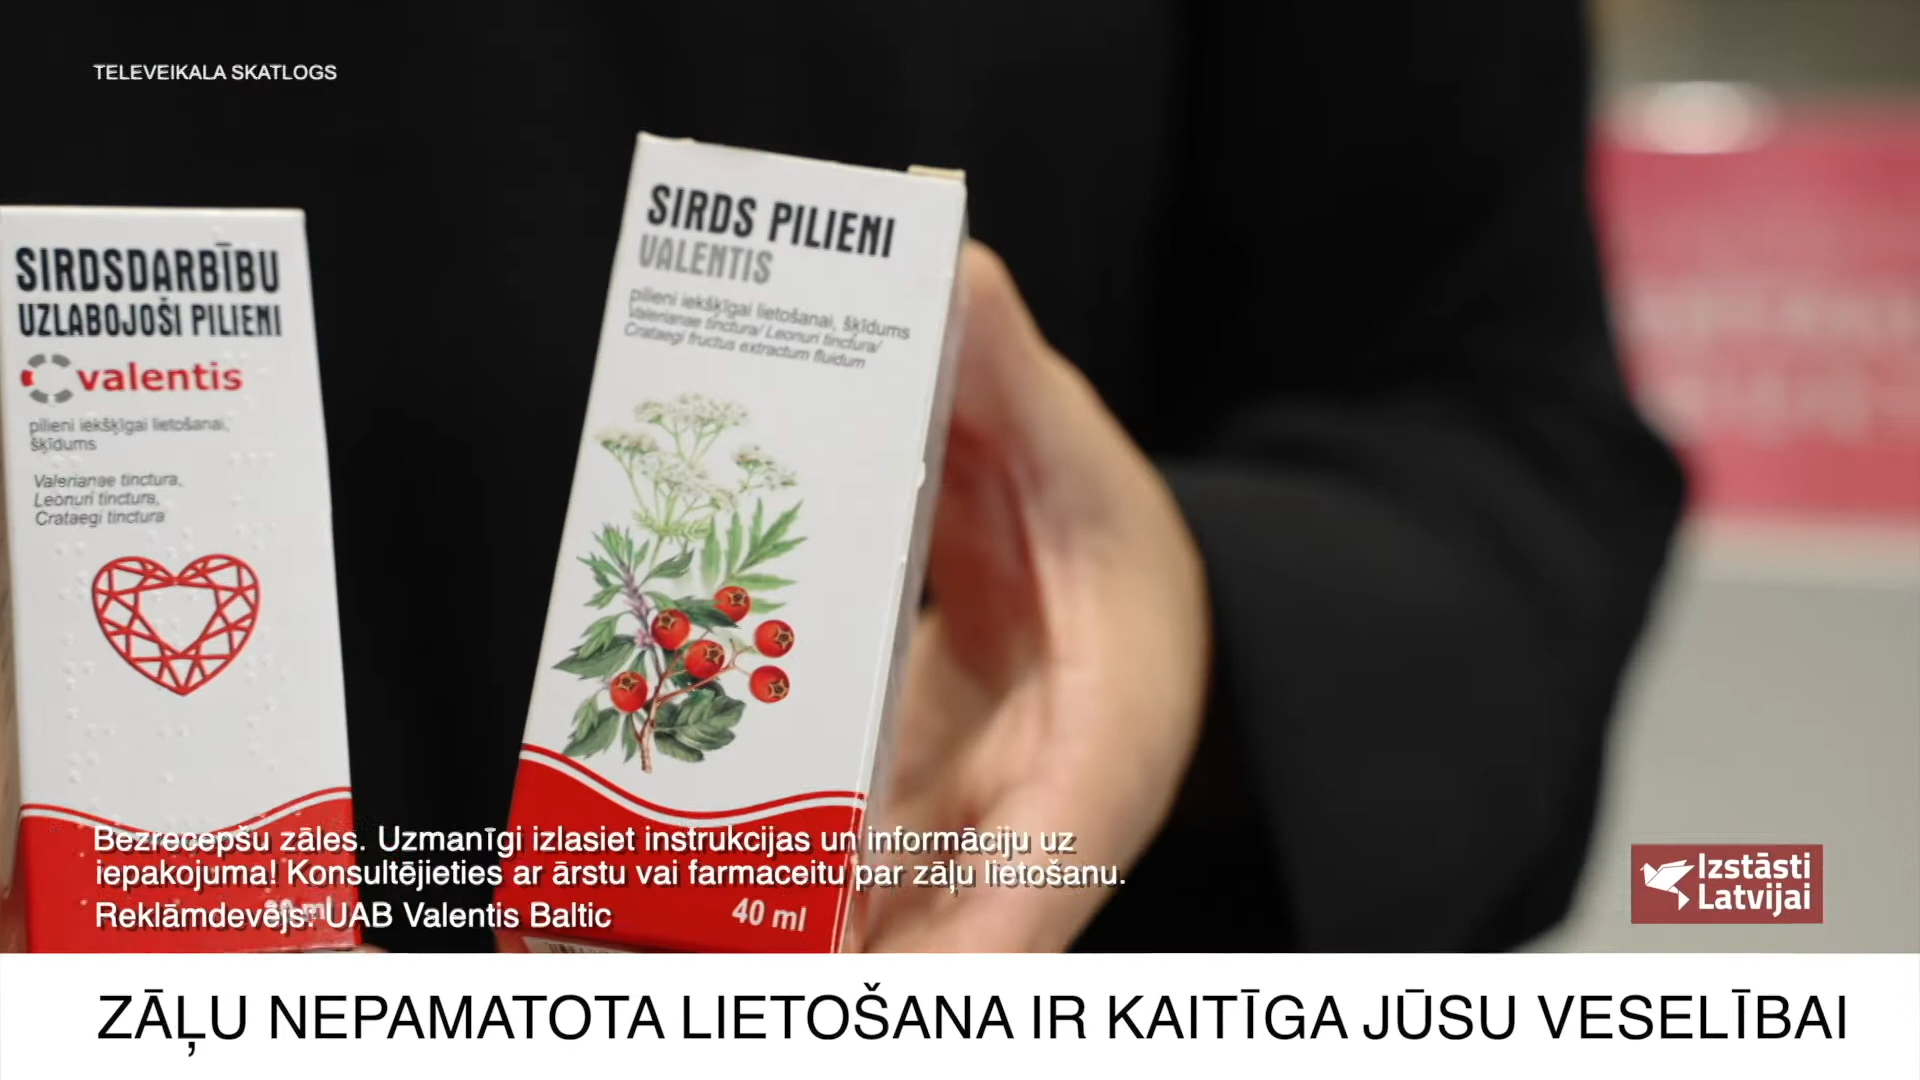 TELEVEIKALA SKATLOGS
SIRDSDARBĪBU
UZLABOJOŠI PILIENI
valentis
pilieni iekšķīgai lietošanai,
šķīdums
Valerianae tinctura,
Leonuri tinctura,
Crataegi tinctura
SIRDS PILIENI
VALENTIS
pilieni iekšķīgai lietošanai, šķīdums
Valerianae tinctura/ Leonuri tinctura/
Crataegi fructus extractum fluidum
40 ml
Bezrecepšu zāles. Uzmanīgi izlasiet instrukcijas un informāciju uz
iepakojuma! Konsultējieties ar ārstu vai farmaceitu par zāļu lietošanu.
Reklāmdevējs: UAB Valentis Baltic
Izstāsti
Latvijai
ZĀĻU NEPAMATOTA LIETOŠANA IR KAITĪGA JŪSU VESELĪBAI